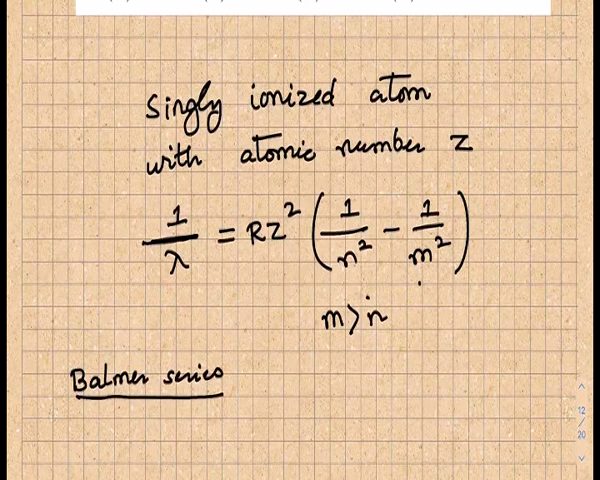 Singly ionized atom
with atomic number Z
1/λ = RZ² (1/n² − 1/m²)
m>n
Balmer series
12
/
20